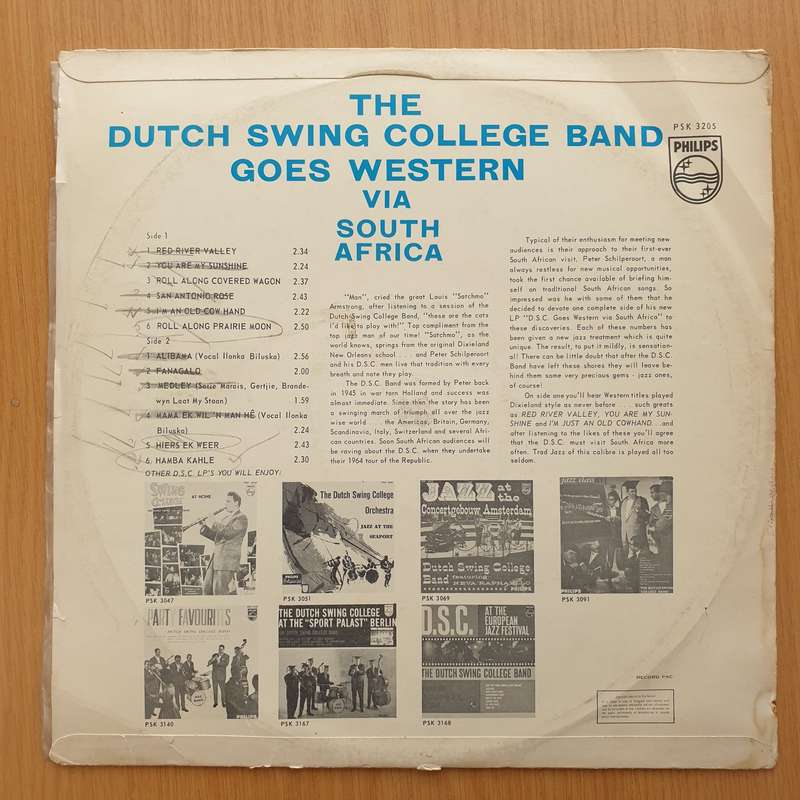 THE
DUTCH SWING COLLEGE BAND
GOES WESTERN
VIA
SOUTH
AFRICA
PSK 3205
PHILIPS
Side 1
1 RED RIVER VALLEY 2.34
2 YOU ARE MY SUNSHINE 2.24
3 ROLL ALONG COVERED WAGON 2.37
4 SAN ANTONIO ROSE 2.43
5 I'M AN OLD COW HAND 2.22
6 ROLL ALONG PRAIRIE MOON 2.50
Side 2
1 ALIBAMA (Vocal Ilonka Biluska) 2.56
2 FANAGALO 2.00
3 MEDLEY (Sarie Marais, Gertjie, Brande-
wyn Laat My Staan) 1.59
4 MAMA EK WIL 'N MAN HÊ (Vocal Ilonka
Biluska) 2.24
5 HIERS EK WEER 2.43
6. HAMBA KAHLE 2.30
OTHER D.S.C. LP'S YOU WILL ENJOY:
"Man", cried the great Louis "Satchmo"
Armstrong, after listening to a session of the
Dutch Swing College Band, "these are the cats
I'd like to play with!" Top compliment from the
top jazz man of our time! "Satchmo", as the
world knows, springs from the original Dixieland
New Orleans school . . . and Peter Schilperoort
and his D.S.C. men live that tradition with every
breath and note they play.
The D.S.C. Band was formed by Peter back
in 1945 in war torn Holland and success was
almost immediate. Since then the story has been
a swinging march of triumph all over the jazz
wise world . . . the Americas, Britain, Germany,
Scandinavia, Italy, Switzerland and several Afri-
can countries. Soon South African audiences will
be raving about the D.S.C. when they undertake
their 1964 tour of the Republic.
Typical of their enthusiasm for meeting new
audiences is their approach to their first-ever
South African visit. Peter Schilperoort, a man
always restless for new musical opportunities,
took the first chance available of briefing him-
self on traditional South African songs. So
impressed was he with some of them that he
decided to devote one complete side of his new
LP "D.S.C. Goes Western via South Africa" to
these discoveries. Each of these numbers has
been given a new jazz treatment which is quite
unique. The result, to put it mildly, is sensation-
al! There can be little doubt that after the D.S.C.
Band have left these shores they will leave be-
hind them some very precious gems - jazz ones,
of course!
On side one you'll hear Western titles played
Dixieland style as never before . . . such greats
as RED RIVER VALLEY, YOU ARE MY SUN-
SHINE and I'M JUST AN OLD COWHAND...and
after listening to the likes of these you'll agree
that the D.S.C. must visit South Africa more
often. Trad Jazz of this calibre is played all too
seldom.
SWING
COLLEGE
AT HOME
PSK 3047
The Dutch Swing College
Orchestra
JAZZ AT THE
SEAPORT
PSK 3051
JAZZ at
the
Concertgebouw Amsterdam
Dutch Swing College
Band featuring
NEVA RAPHAELLO
PHILIPS
PSK 3069
jazz class
PSK 3091
PARTY FAVOURITES
DUTCH SWING COLLEGE BAND
PHILIPS
PSK 3140
THE DUTCH SWING COLLEGE
AT THE "SPORT PALAST" BERLIN
PSK 3167
D.S.C.
AT THE
EUROPEAN
JAZZ FESTIVAL
THE DUTCH SWING COLLEGE BAND
PSK 3168
RECORD PAC